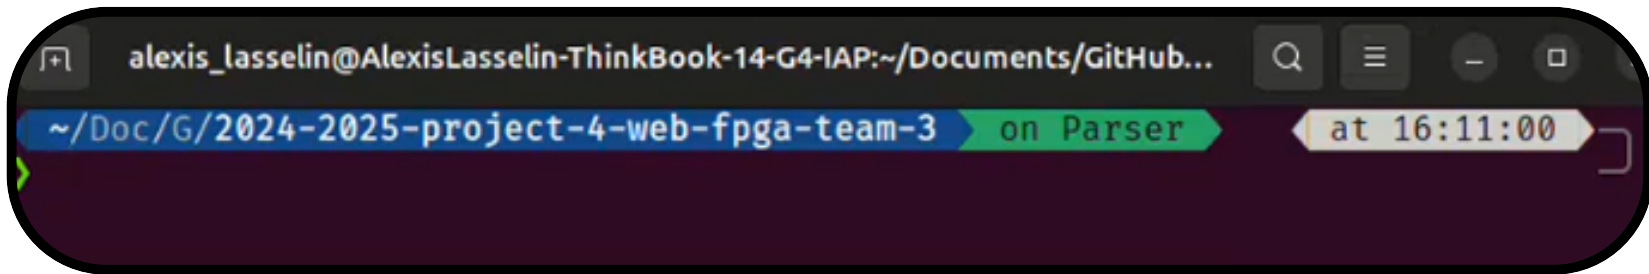 alexis_lasselin@AlexisLasselin-ThinkBook-14-G4-IAP:~/Documents/GitHub...
~/Doc/G/2024-2025-project-4-web-fpga-team-3 on Parser at 16:11:00